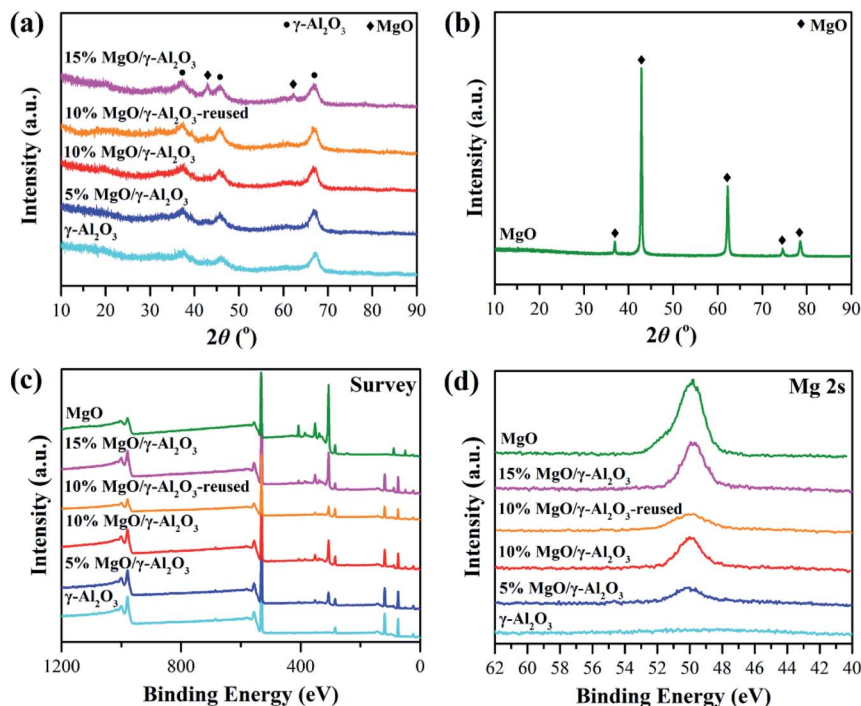 (a)
● γ-Al₂O₃ ◆ MgO
15% MgO/γ-Al₂O₃
10% MgO/γ-Al₂O₃-reused
10% MgO/γ-Al₂O₃
5% MgO/γ-Al₂O₃
γ-Al₂O₃
Intensity (a.u.)
10 20 30 40 50 60 70 80 90
2θ (°)
(b)
◆ MgO
MgO
Intensity (a.u.)
10 20 30 40 50 60 70 80 90
2θ (°)
(c)
Survey
MgO
15% MgO/γ-Al₂O₃
10% MgO/γ-Al₂O₃-reused
10% MgO/γ-Al₂O₃
5% MgO/γ-Al₂O₃
γ-Al₂O₃
Intensity (a.u.)
1200 800 400 0
Binding Energy (eV)
(d)
Mg 2s
MgO
15% MgO/γ-Al₂O₃
10% MgO/γ-Al₂O₃-reused
10% MgO/γ-Al₂O₃
5% MgO/γ-Al₂O₃
γ-Al₂O₃
Intensity (a.u.)
62 60 58 56 54 52 50 48 46 44 42 40
Binding Energy (eV)